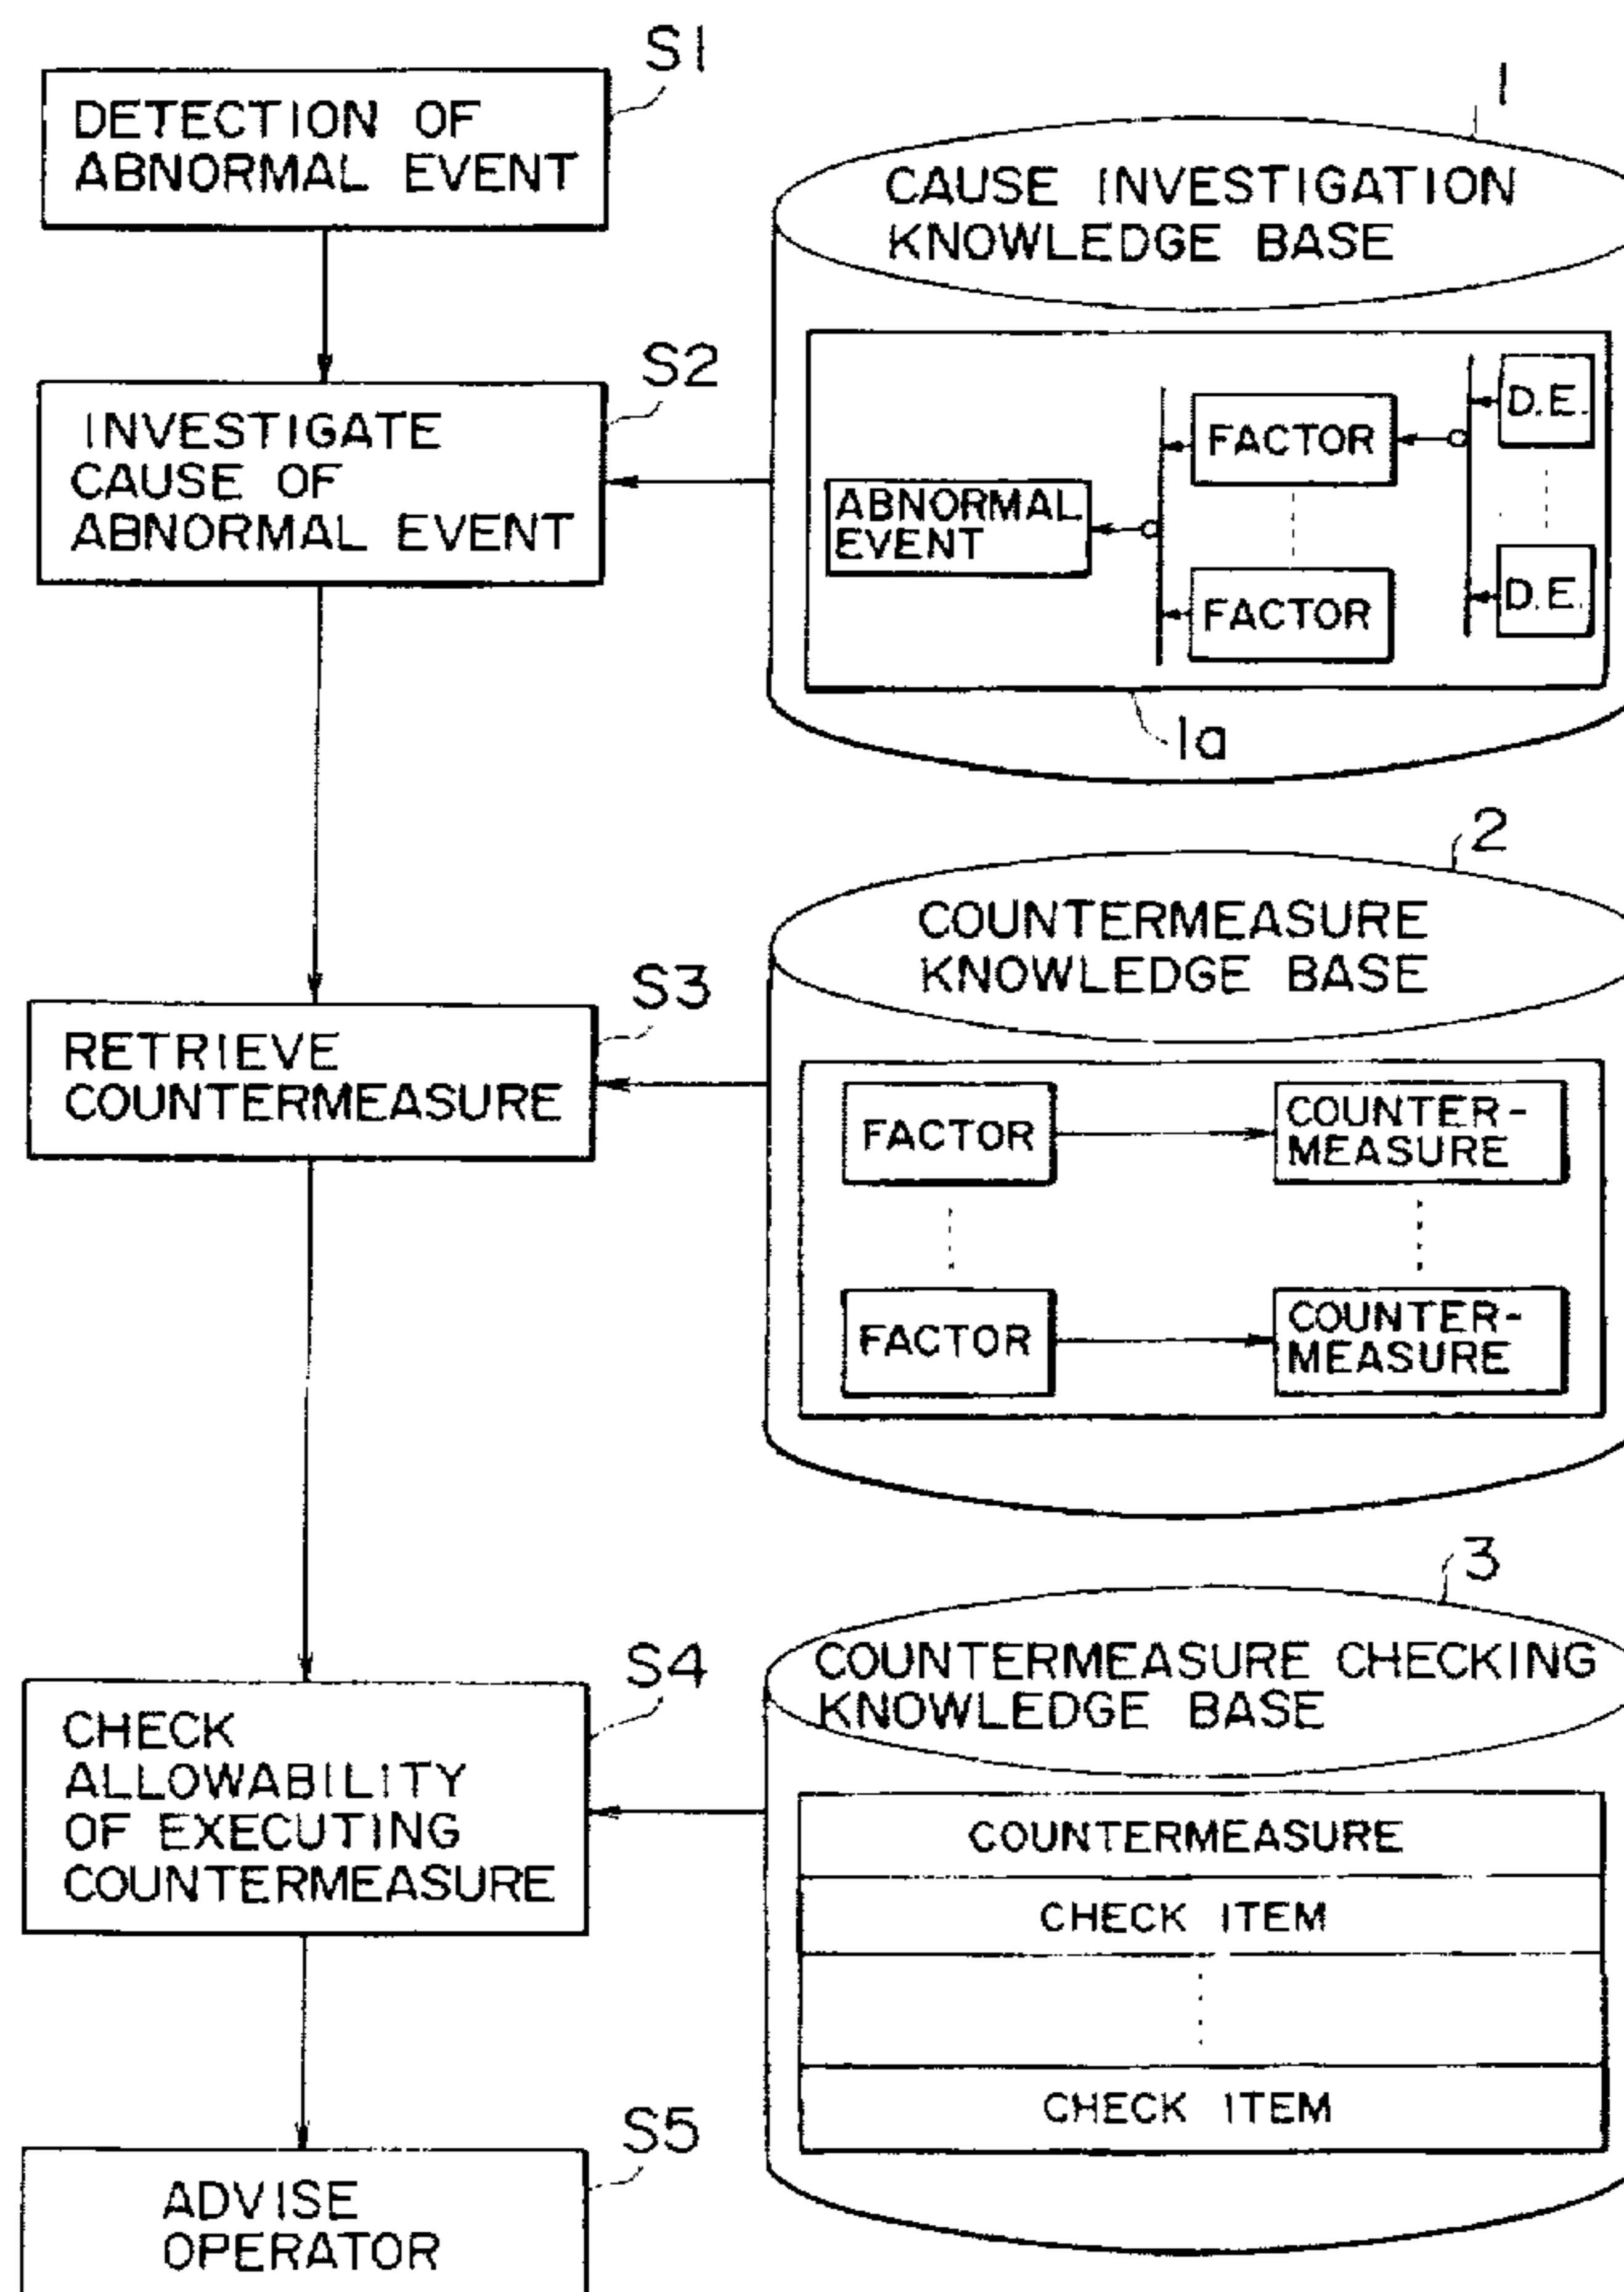 S1
DETECTION OF
ABNORMAL EVENT
1
CAUSE INVESTIGATION
KNOWLEDGE BASE
S2
INVESTIGATE
CAUSE OF
ABNORMAL EVENT
D.E.
FACTOR
ABNORMAL
EVENT
D.E.
FACTOR
1a
2
COUNTERMEASURE
KNOWLEDGE BASE
S3
RETRIEVE
COUNTERMEASURE
FACTOR
COUNTER-
MEASURE
FACTOR
COUNTER-
MEASURE
3
COUNTERMEASURE CHECKING
KNOWLEDGE BASE
S4
CHECK
ALLOWABILITY
OF EXECUTING
COUNTERMEASURE
COUNTERMEASURE
CHECK ITEM
CHECK ITEM
S5
ADVISE
OPERATOR